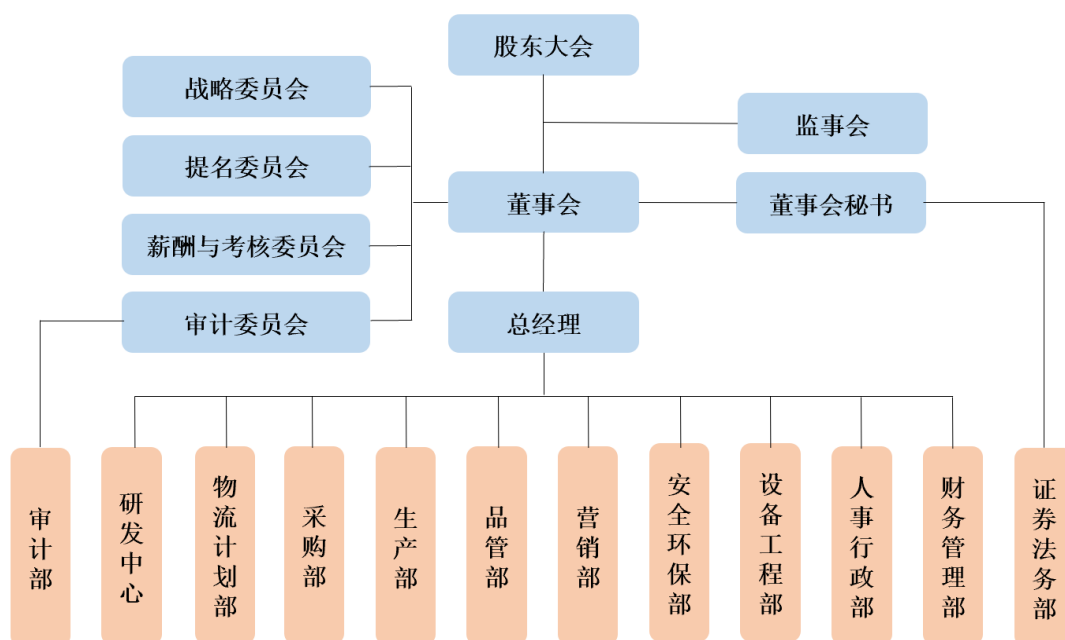 股东大会
战略委员会
监事会
提名委员会
董事会
董事会秘书
薪酬与考核委员会
审计委员会
总经理
审计部
研发中心
物流计划部
采购部
生产部
品管部
营销部
安全环保部
设备工程部
人事行政部
财务管理部
证券法务部